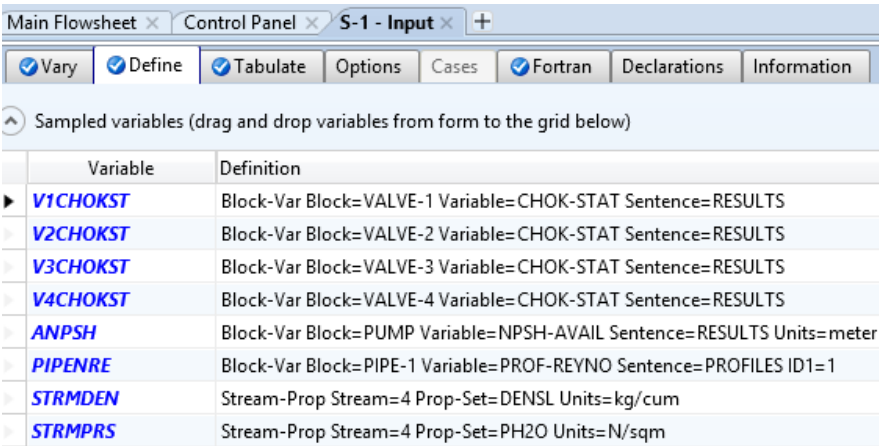 Main Flowsheet × Control Panel × S-1 - Input × +
Vary Define Tabulate Options Cases Fortran Declarations Information
Sampled variables (drag and drop variables from form to the grid below)
Variable Definition
V1CHOKST Block-Var Block=VALVE-1 Variable=CHOK-STAT Sentence=RESULTS
V2CHOKST Block-Var Block=VALVE-2 Variable=CHOK-STAT Sentence=RESULTS
V3CHOKST Block-Var Block=VALVE-3 Variable=CHOK-STAT Sentence=RESULTS
V4CHOKST Block-Var Block=VALVE-4 Variable=CHOK-STAT Sentence=RESULTS
ANPSH Block-Var Block=PUMP Variable=NPSH-AVAIL Sentence=RESULTS Units=meter
PIPENRE Block-Var Block=PIPE-1 Variable=PROF-REYNO Sentence=PROFILES ID1=1
STRMDEN Stream-Prop Stream=4 Prop-Set=DENSL Units=kg/cum
STRMPRS Stream-Prop Stream=4 Prop-Set=PH2O Units=N/sqm